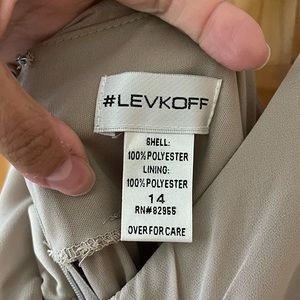 #LEVKOFF
SHELL:
100% POLYESTER
LINING:
100% POLYESTER
14
RN#82955
OVER FOR CARE